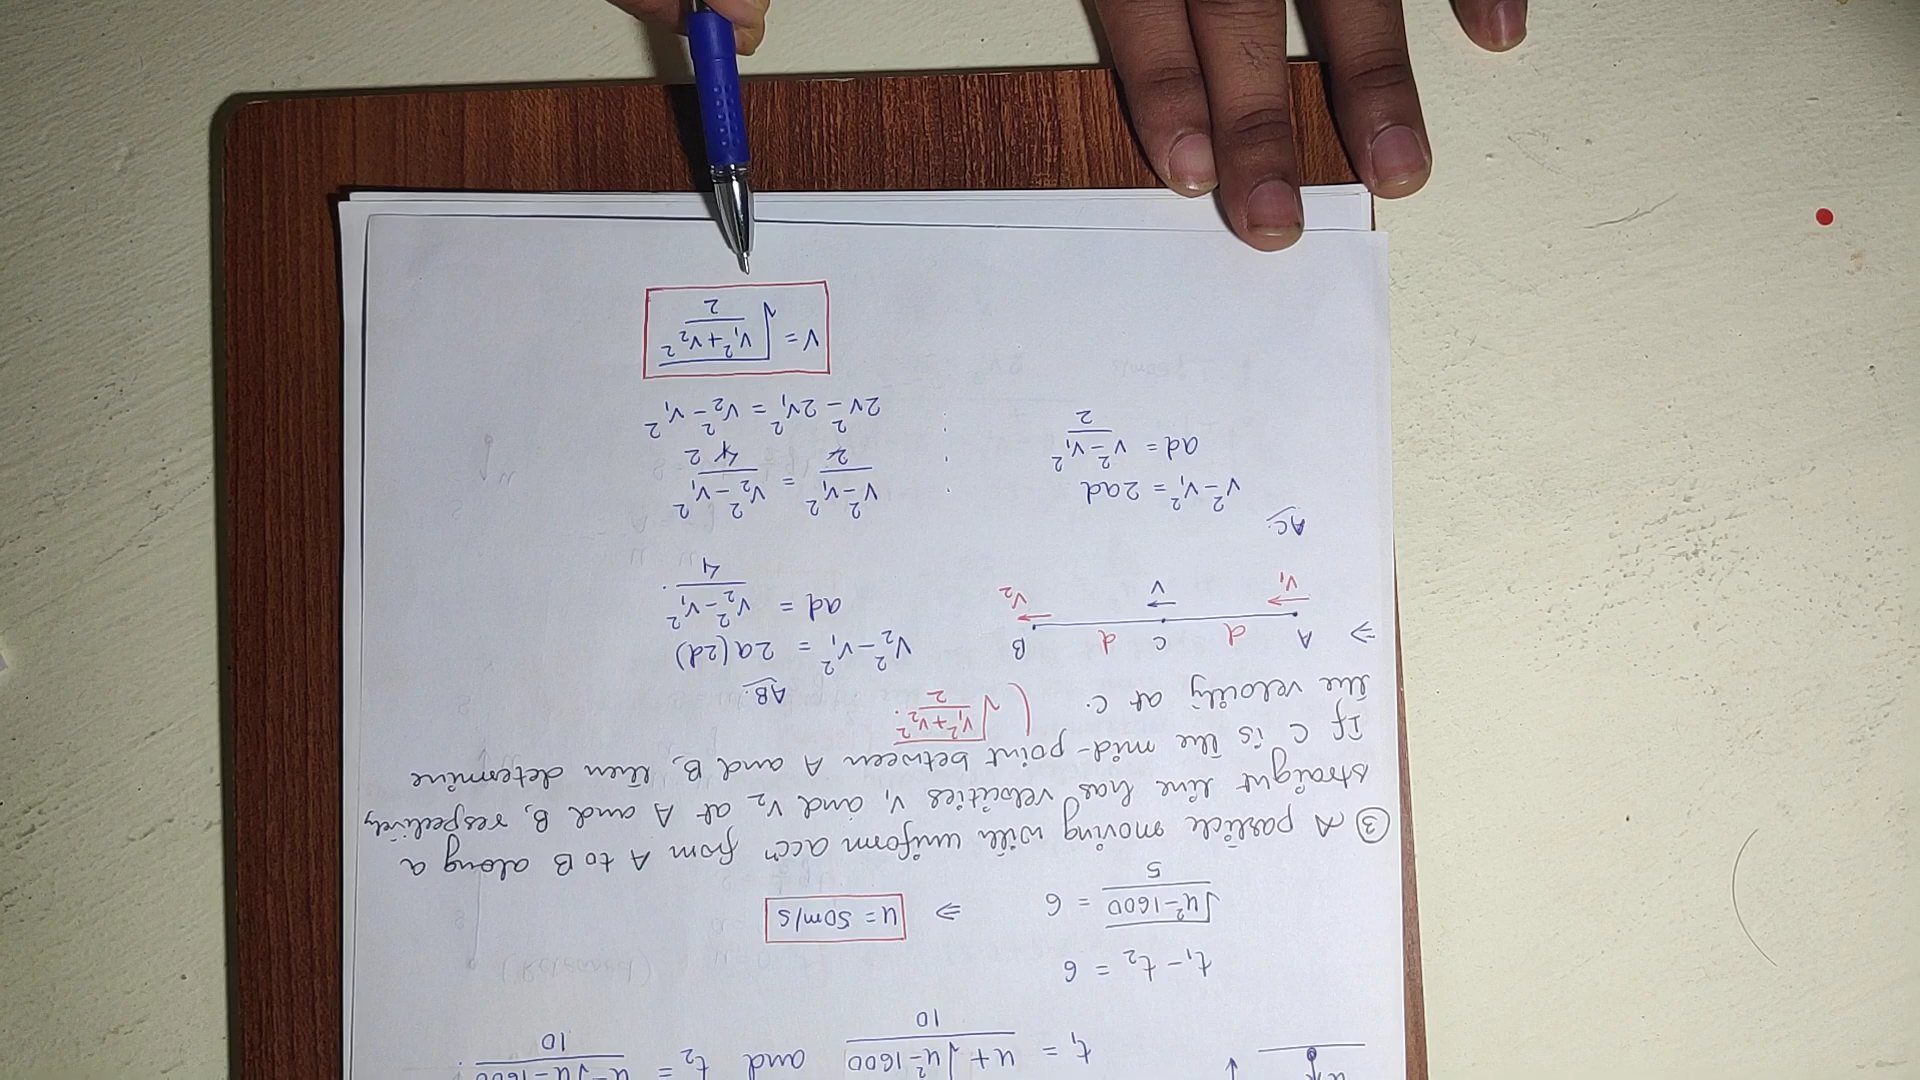 t₁ = (u+√(u²-1600))/10 and t₂ = (u-√(u²-1600))/10
t₁ - t₂ = 6
√(u²-1600)/5 = 6 ⇒ u = 50m/s
③ A particle moving with uniform accⁿ from A to B along a
straight line has velocities v₁ and v₂ at A and B, respectively
If C is the mid-point between A and B, then determine
the velocity at C. ( √((v₁²+v₂²)/2).
⇒ A d C d B
v₁ v v₂
AB:
v₂² - v₁² = 2a(2d)
ad = (v₂² - v₁²)/4.
AC:
v² - v₁² = 2ad
ad = (v² - v₁²)/2
(v² - v₁²)/2 = (v₂² - v₁²)/4 2
2v² - 2v₁² = v₂² - v₁²
v = √((v₁²+v₂²)/2)